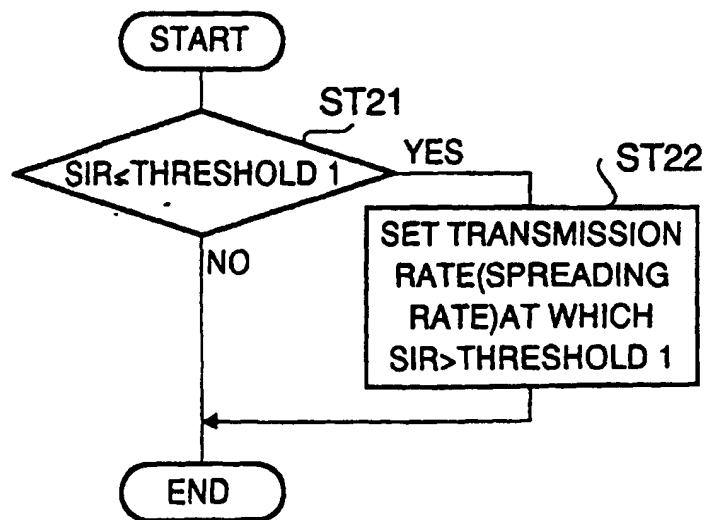 START
ST21
SIR≤THRESHOLD 1
YES
ST22
SET TRANSMISSION
RATE(SPREADING
RATE)AT WHICH
SIR>THRESHOLD 1
NO
END